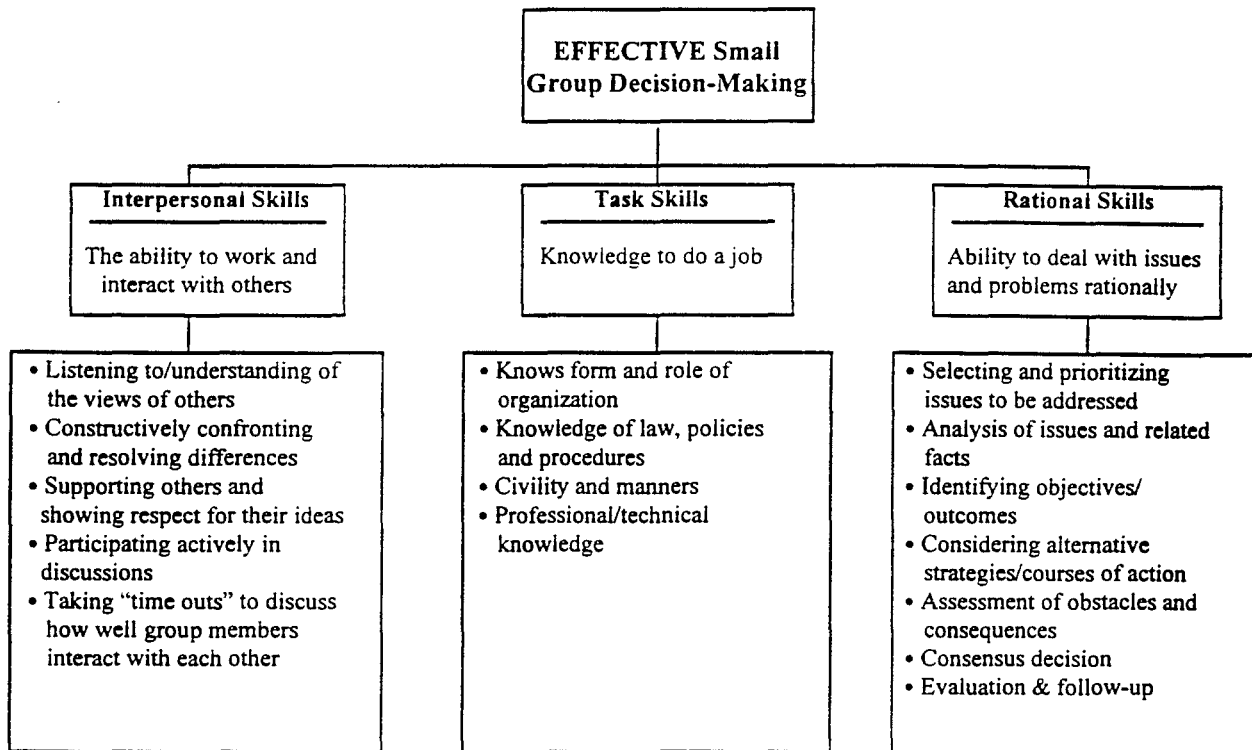 EFFECTIVE Small
Group Decision-Making
Interpersonal Skills
The ability to work and
interact with others
Task Skills
Knowledge to do a job
Rational Skills
Ability to deal with issues
and problems rationally
• Listening to/understanding of
the views of others
• Constructively confronting
and resolving differences
• Supporting others and
showing respect for their ideas
• Participating actively in
discussions
• Taking “time outs” to discuss
how well group members
interact with each other
• Knows form and role of
organization
• Knowledge of law, policies
and procedures
• Civility and manners
• Professional/technical
knowledge
• Selecting and prioritizing
issues to be addressed
• Analysis of issues and related
facts
• Identifying objectives/
outcomes
• Considering alternative
strategies/courses of action
• Assessment of obstacles and
consequences
• Consensus decision
• Evaluation & follow-up